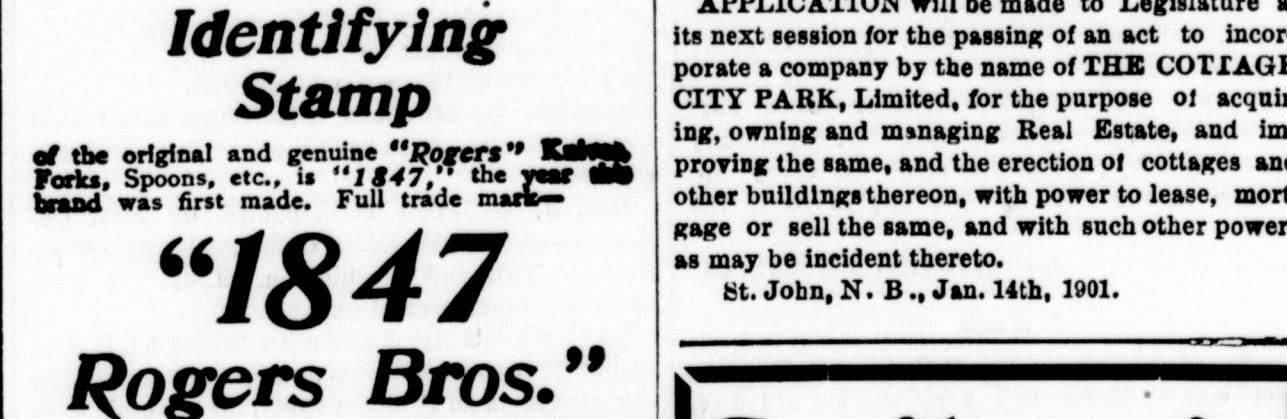 Identifying
Stamp
of the original and genuine "Rogers" Knives,
Forks, Spoons, etc., is "1847," the year this
brand was first made. Full trade mark—
"1847
Rogers Bros."
APPLICATION will be made to Legislature a
its next session for the passing of an act to incor
porate a company by the name of THE COTTAGE
CITY PARK, Limited, for the purpose of acquir
ing, owning and managing Real Estate, and im
proving the same, and the erection of cottages an
other buildings thereon, with power to lease, mort
gage or sell the same, and with such other power
as may be incident thereto.
St. John, N. B., Jan. 14th, 1901.